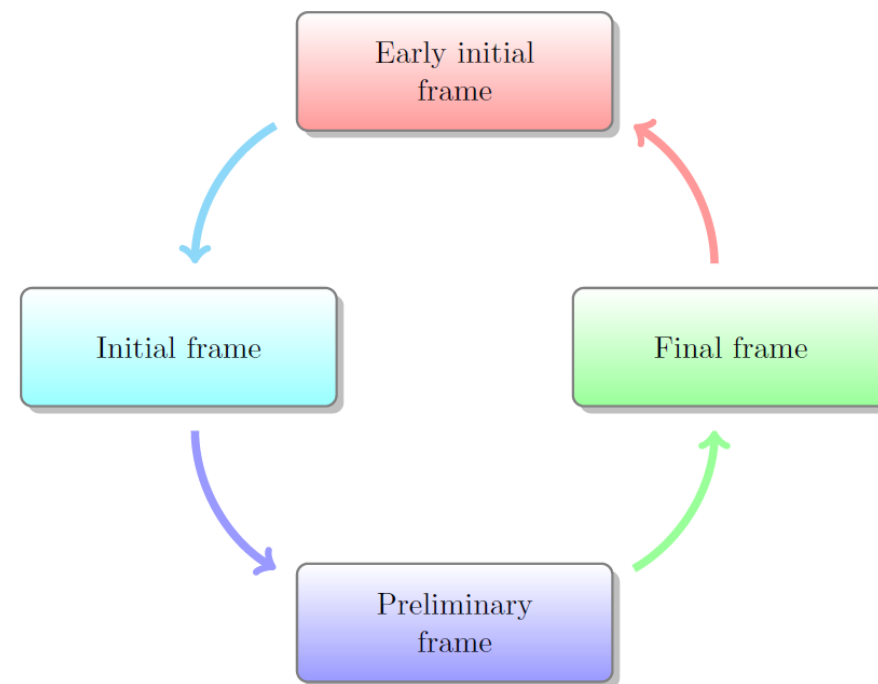 Early initial
frame
Initial frame
Final frame
Preliminary
frame